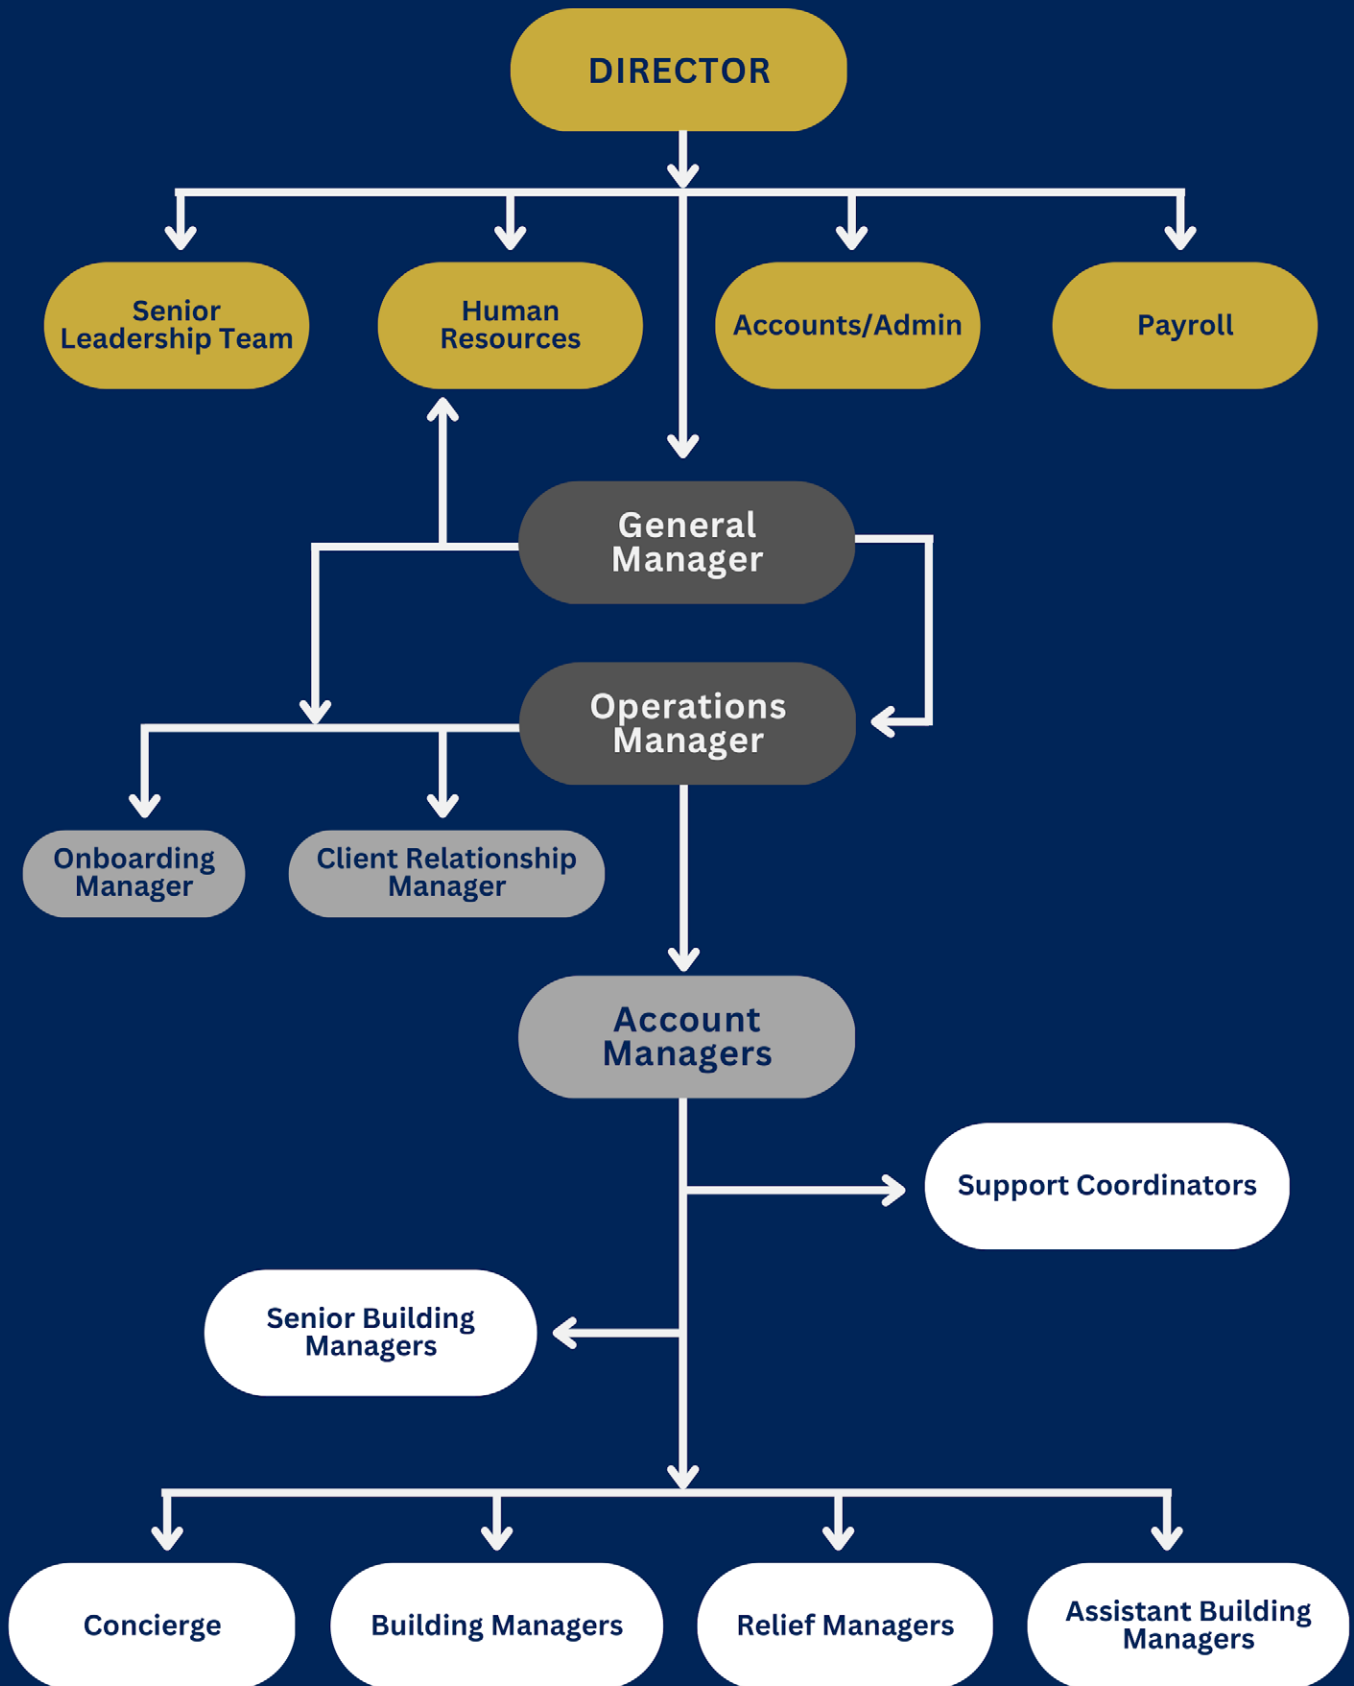 DIRECTOR
Senior
Leadership Team
Human
Resources
Accounts/Admin
Payroll
General
Manager
Operations
Manager
Onboarding
Manager
Client Relationship
Manager
Account
Managers
Support Coordinators
Senior Building
Managers
Concierge
Building Managers
Relief Managers
Assistant Building
Managers